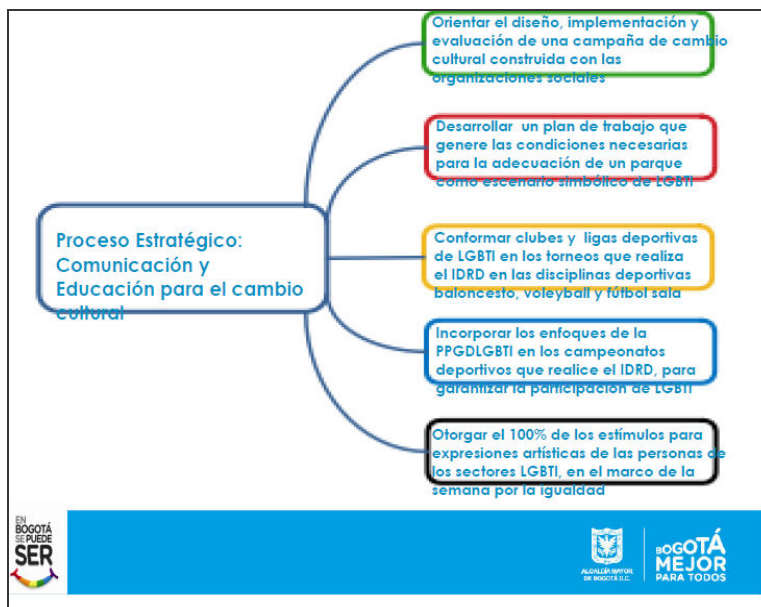 Orientar el diseño, implementación y
evaluación de una campaña de cambio
cultural construida con las
organizaciones sociales
Desarrollar un plan de trabajo que
genere las condiciones necesarias
para la adecuación de un parque
como escenario simbólico de LGBTI
Proceso Estratégico:
Comunicación y
Educación para el cambio
cultural
Conformar clubes y ligas deportivas
de LGBTI en los torneos que realiza
el IDRD en las disciplinas deportivas
baloncesto, voleyball y fútbol sala
Incorporar los enfoques de la
PPGDLGBTI en los campeonatos
deportivos que realice el IDRD, para
garantizar la participación de LGBTI
Otorgar el 100% de los estímulos para
expresiones artísticas de las personas de
los sectores LGBTI, en el marco de la
semana por la igualdad
EN
BOGOTÁ
SE PUEDE
SER
ALCALDÍA MAYOR
DE BOGOTÁ D.C.
BOGOTÁ
MEJOR
PARA TODOS